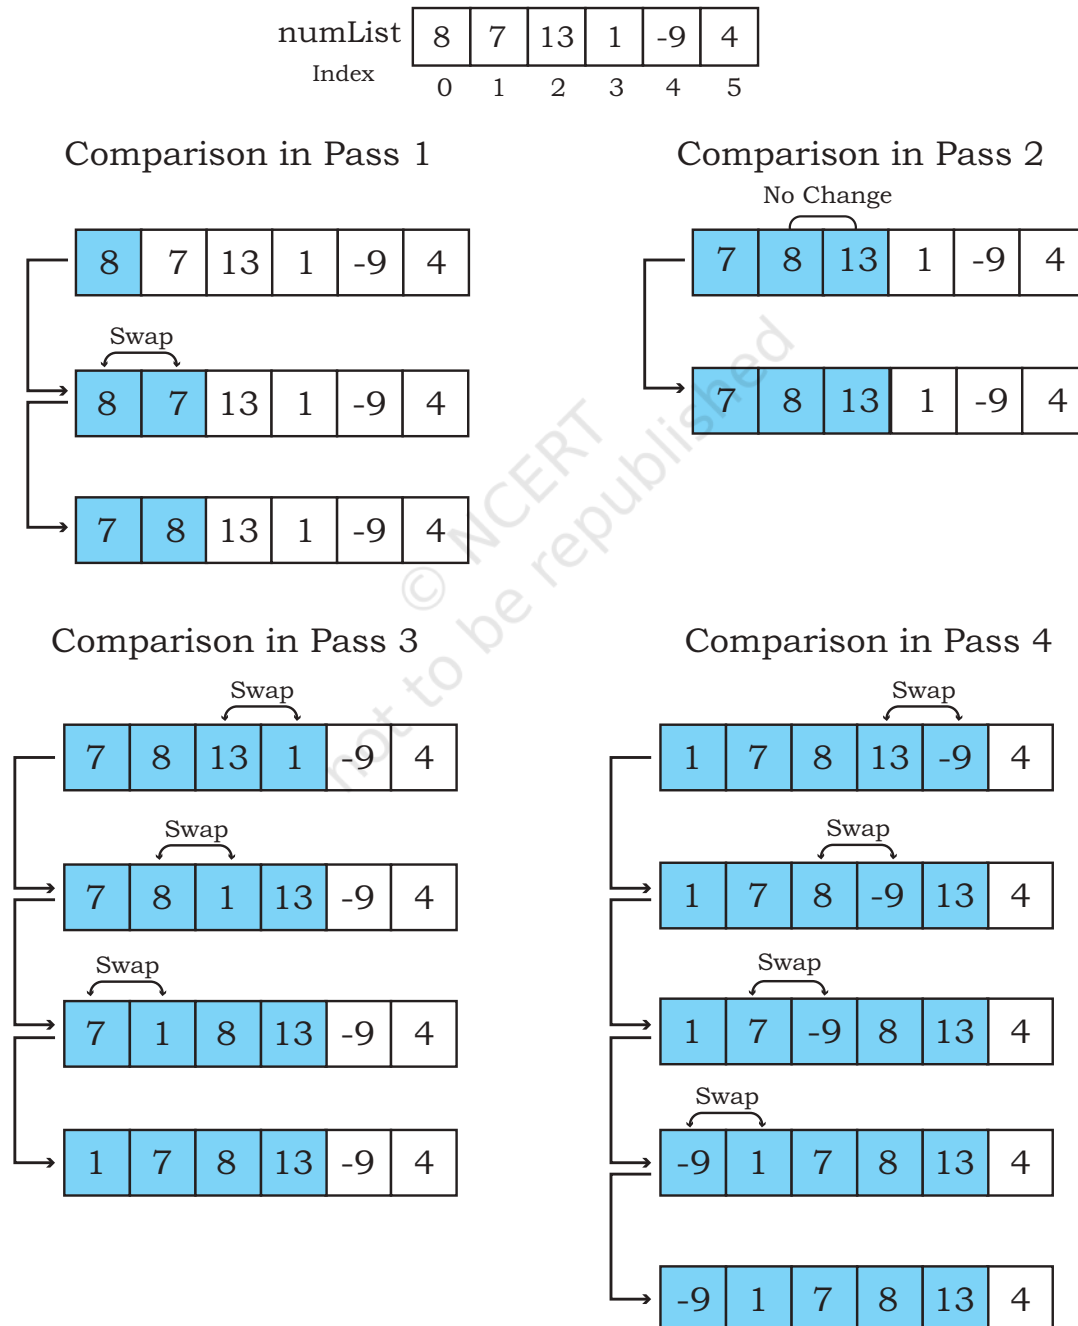 numList 8 7 13 1 -9 4
Index 0 1 2 3 4 5
Comparison in Pass 1
8 7 13 1 -9 4
Swap
8 7 13 1 -9 4
7 8 13 1 -9 4
Comparison in Pass 2
No Change
7 8 13 1 -9 4
7 8 13 1 -9 4
Comparison in Pass 3
Swap
7 8 13 1 -9 4
Swap
7 8 1 13 -9 4
Swap
7 1 8 13 -9 4
1 7 8 13 -9 4
Comparison in Pass 4
Swap
1 7 8 13 -9 4
Swap
1 7 8 -9 13 4
Swap
1 7 -9 8 13 4
Swap
-9 1 7 8 13 4
-9 1 7 8 13 4
© NCERT
not to be republished